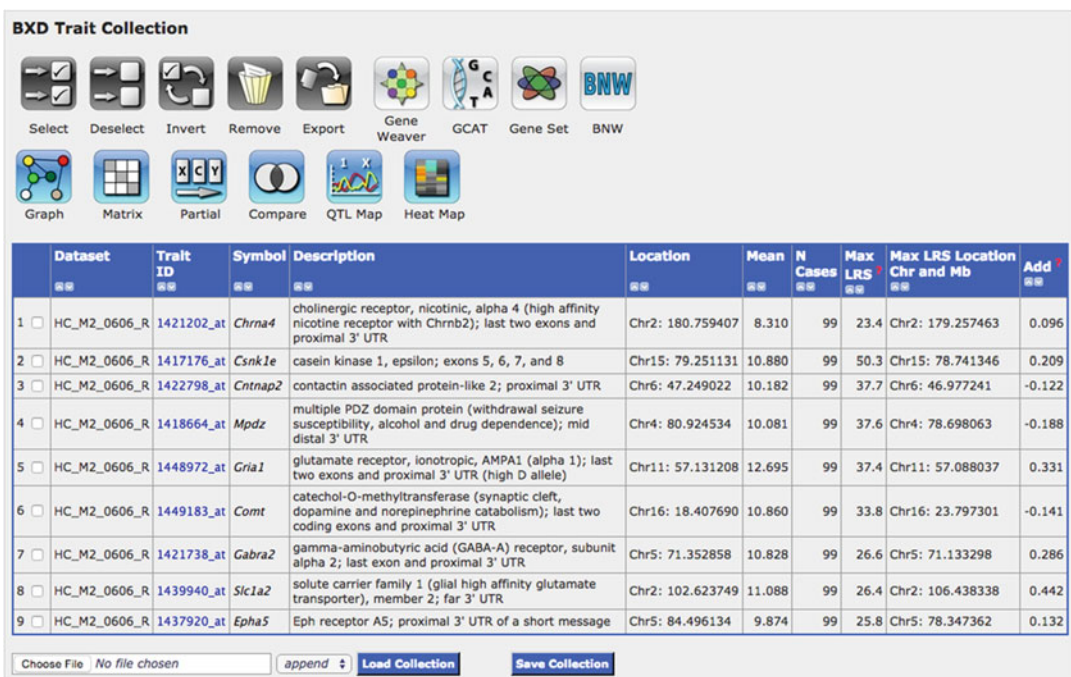 BXD Trait Collection
G
C
T A
BNW
Select Deselect Invert Remove Export Gene Weaver GCAT Gene Set BNW
X C Y
1 X
Graph Matrix Partial Compare QTL Map Heat Map
Dataset Trait ID Symbol Description Location Mean N Cases Max LRS ? Max LRS Location Chr and Mb Add ?
1 HC_M2_0606_R 1421202_at Chrna4 cholinergic receptor, nicotinic, alpha 4 (high affinity nicotine receptor with Chrnb2); last two exons and proximal 3' UTR Chr2: 180.759407 8.310 99 23.4 Chr2: 179.257463 0.096
2 HC_M2_0606_R 1417176_at Csnk1e casein kinase 1, epsilon; exons 5, 6, 7, and 8 Chr15: 79.251131 10.880 99 50.3 Chr15: 78.741346 0.209
3 HC_M2_0606_R 1422798_at Cntnap2 contactin associated protein-like 2; proximal 3' UTR Chr6: 47.249022 10.182 99 37.7 Chr6: 46.977241 -0.122
4 HC_M2_0606_R 1418664_at Mpdz multiple PDZ domain protein (withdrawal seizure susceptibility, alcohol and drug dependence); mid distal 3' UTR Chr4: 80.924534 10.081 99 37.6 Chr4: 78.698063 -0.188
5 HC_M2_0606_R 1448972_at Gria1 glutamate receptor, ionotropic, AMPA1 (alpha 1); last two exons and proximal 3' UTR (high D allele) Chr11: 57.131208 12.695 99 37.4 Chr11: 57.088037 0.331
6 HC_M2_0606_R 1449183_at Comt catechol-O-methyltransferase (synaptic cleft, dopamine and norepinephrine catabolism); last two coding exons and proximal 3' UTR Chr16: 18.407690 10.860 99 33.8 Chr16: 23.797301 -0.141
7 HC_M2_0606_R 1421738_at Gabra2 gamma-aminobutyric acid (GABA-A) receptor, subunit alpha 2; last exon and proximal 3' UTR Chr5: 71.352858 10.828 99 26.6 Chr5: 71.133298 0.286
8 HC_M2_0606_R 1439940_at Slc1a2 solute carrier family 1 (glial high affinity glutamate transporter), member 2; far 3' UTR Chr2: 102.623749 11.088 99 26.4 Chr2: 106.438338 0.442
9 HC_M2_0606_R 1437920_at Epha5 Eph receptor A5; proximal 3' UTR of a short message Chr5: 84.496134 9.874 99 25.8 Chr5: 78.347362 0.132
Choose File No file chosen append Load Collection Save Collection